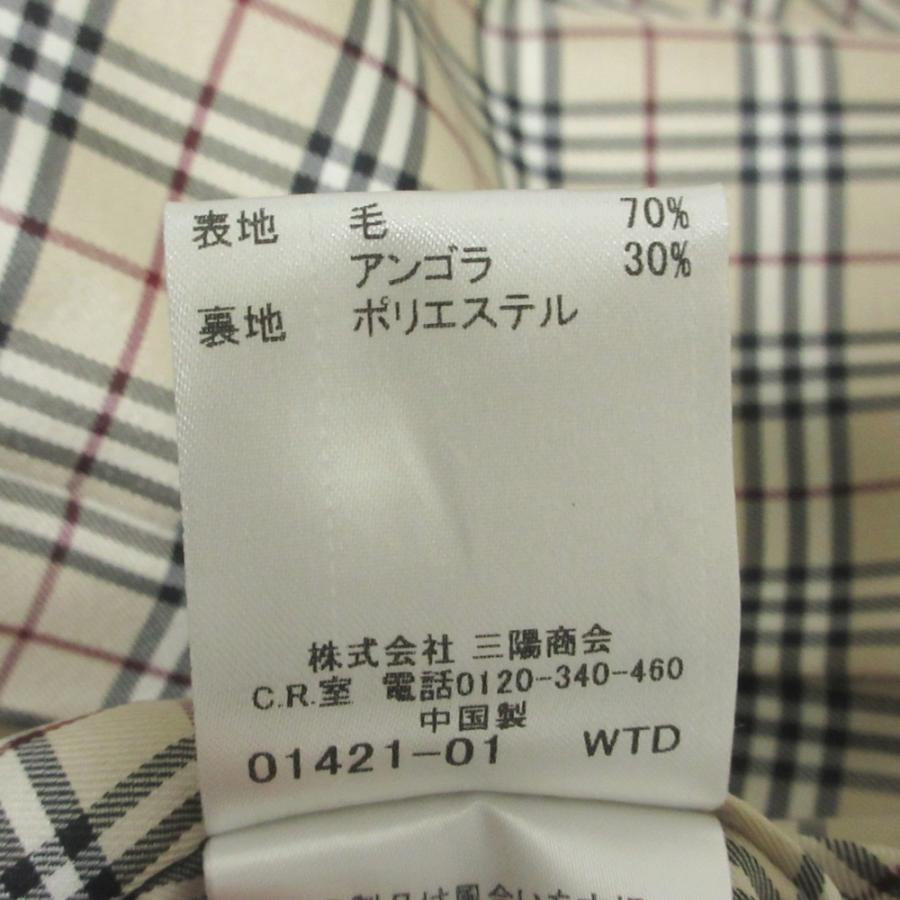 表地 毛 70%
アンゴラ 30%
裏地 ポリエステル
株式会社 三陽商会
C.R.室 電話0120-340-460
中国製
01421-01 WTD